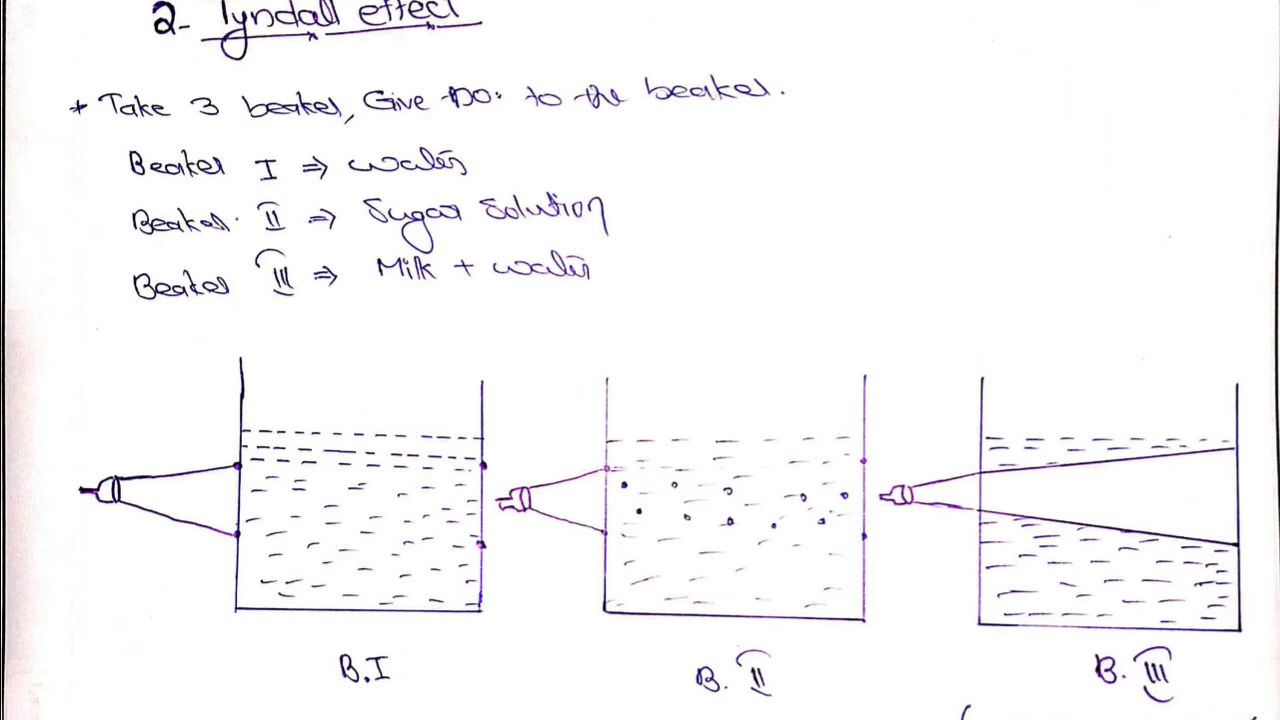 2- Tyndall effect
* Take 3 beaker, Give to the beaker.
Beaker I ⇒ water
Beaker II ⇒ Sugar Solution
Beaker III ⇒ Milk + water
B.I B. II B. III